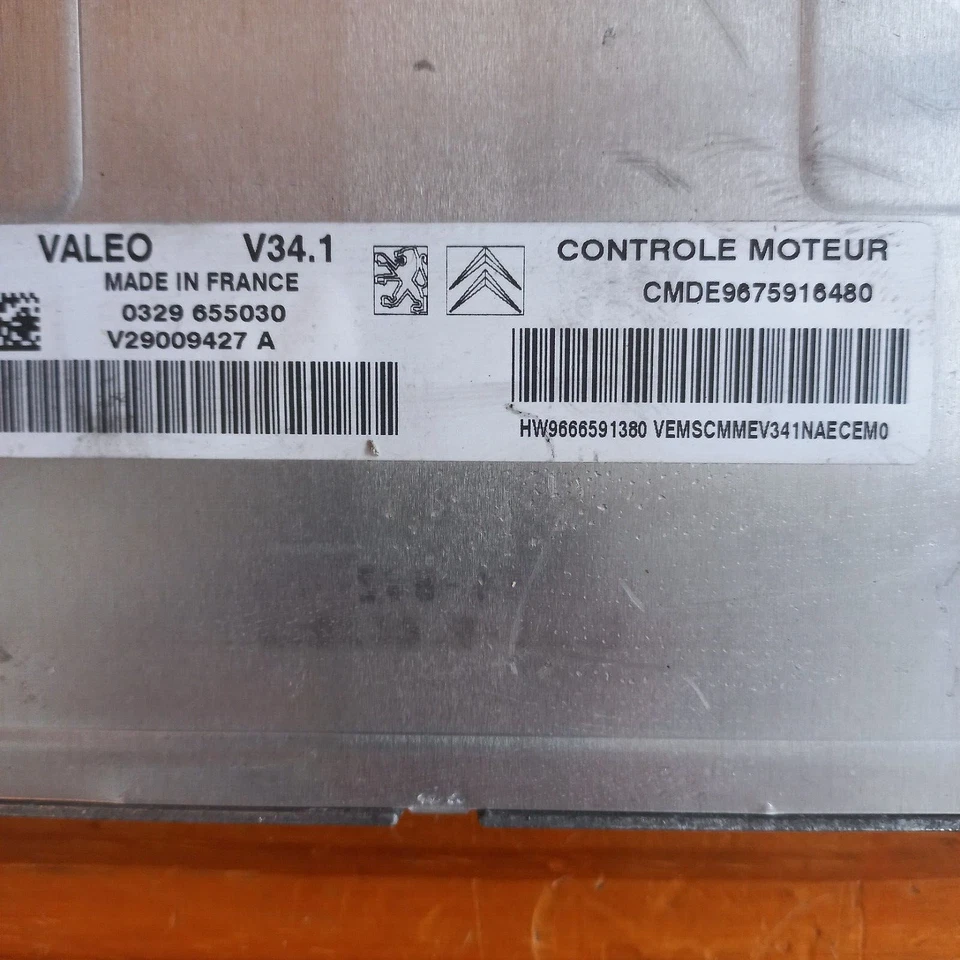 VALEO V34.1
MADE IN FRANCE
0329 655030
V29009427 A
CONTROLE MOTEUR
CMDE9675916480
HW9666591380 VEMSCMMEV341NAECEM0